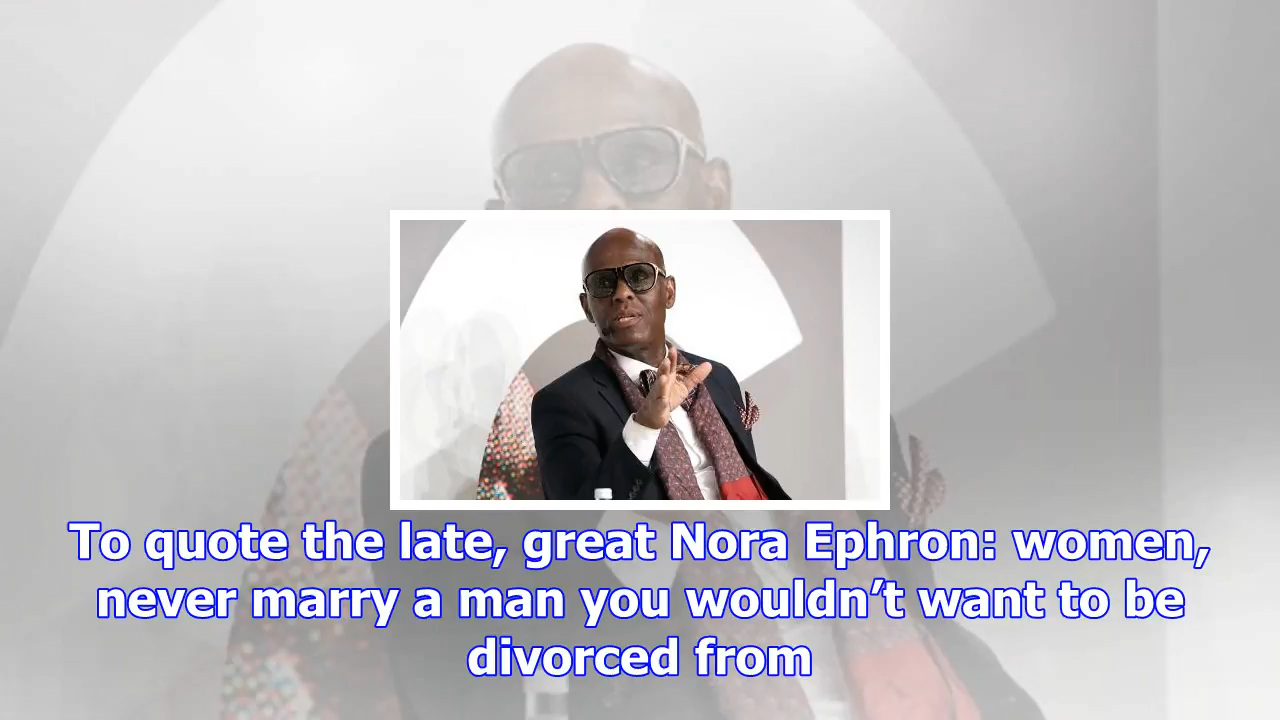 To quote the late, great Nora Ephron: women,
never marry a man you wouldn’t want to be
divorced from